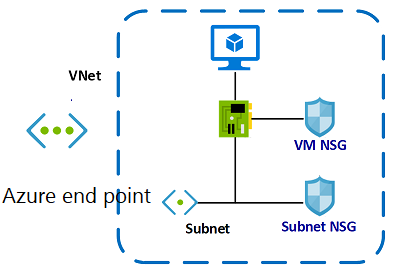 VNet
VM NSG
Azure end point
Subnet
Subnet NSG